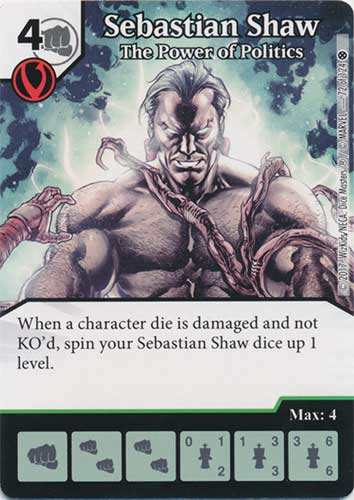 4
Sebastian Shaw
The Power of Politics
When a character die is damaged and not
KO'd, spin your Sebastian Shaw dice up 1
level.
Max: 4
0 1 2
1 3 3
3 6 6